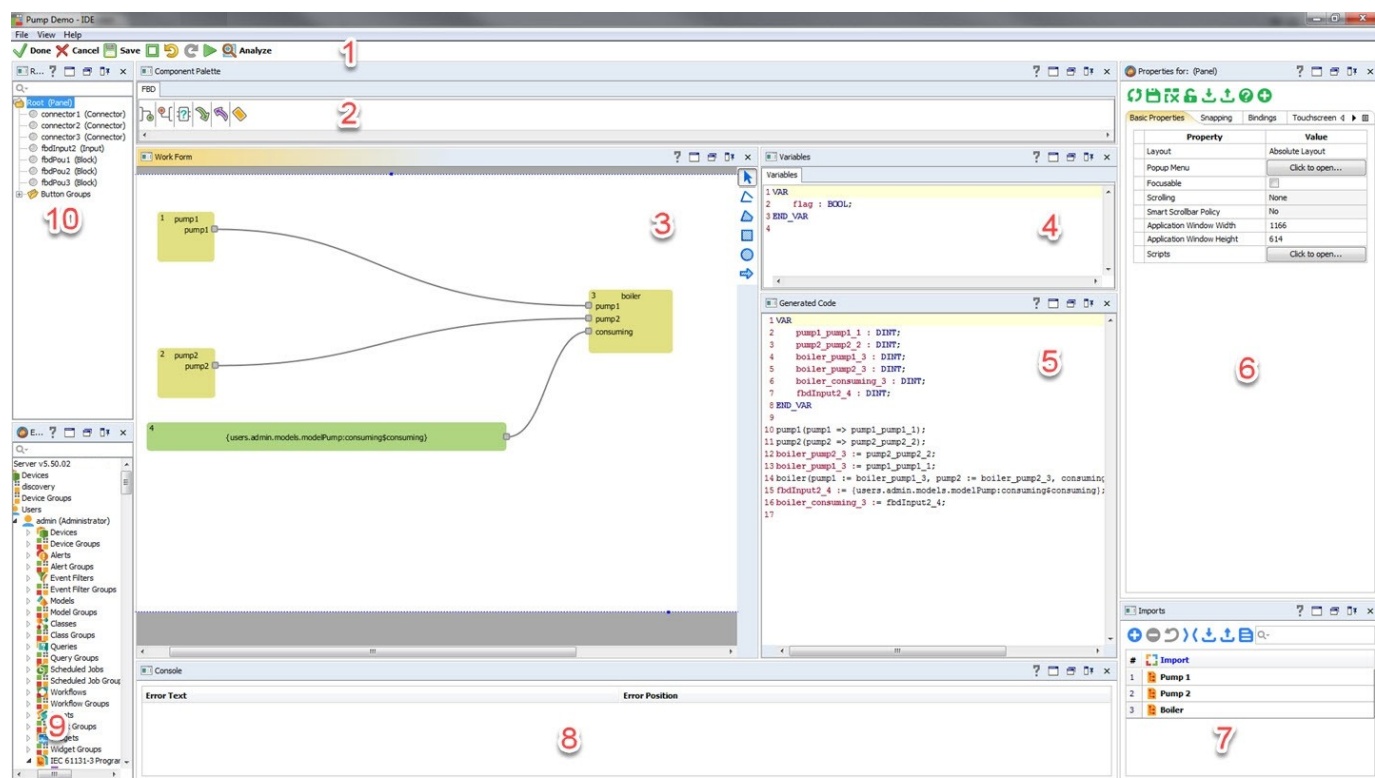 Pump Demo - IDE
File View Help
Done Cancel Save Analyze
1
R... ?
Root (Panel)
connector1 (Connector)
connector2 (Connector)
connector3 (Connector)
fbdInput2 (Input)
fbdPou1 (Block)
fbdPou2 (Block)
fbdPou3 (Block)
Button Groups
10
Component Palette ?
FBD
2
Work Form ?
3
1 pump1
pump1
2 pump2
pump2
3 boiler
pump1
pump2
consuming
4
{users.admin.models.modelPump:consuming$consuming}
Variables ?
Variables
1 VAR
2 flag : BOOL;
3 END_VAR
4
4
Generated Code ?
1 VAR
2 pump1_pump1_1 : DINT;
3 pump2_pump2_2 : DINT;
4 boiler_pump1_3 : DINT;
5 boiler_pump2_3 : DINT;
6 boiler_consuming_3 : DINT;
7 fbdInput2_4 : DINT;
8 END_VAR
9
10 pump1(pump1 => pump1_pump1_1);
11 pump2(pump2 => pump2_pump2_2);
12 boiler_pump2_3 := pump2_pump2_2;
13 boiler_pump1_3 := pump1_pump1_1;
14 boiler(pump1 := boiler_pump1_3, pump2 := boiler_pump2_3, consuming
15 fbdInput2_4 := {users.admin.models.modelPump:consuming$consuming};
16 boiler_consuming_3 := fbdInput2_4;
17
5
Properties for: (Panel) ?
Basic Properties Snapping Bindings Touchscreen
Property Value
Layout Absolute Layout
Popup Menu Click to open...
Focusable
Scrolling None
Smart Scrollbar Policy No
Application Window Width 1166
Application Window Height 614
Scripts Click to open...
6
Imports ?
# Import
1 Pump 1
2 Pump 2
3 Boiler
7
Console ?
Error Text Error Position
8
E... ?
Server v5.50.02
Devices
discovery
Device Groups
Users
admin (Administrator)
Devices
Device Groups
Alerts
Alert Groups
Event Filters
Event Filter Groups
Models
Model Groups
Classes
Class Groups
Queries
Query Groups
Scheduled Jobs
Scheduled Job Group
Workflows
Workflow Groups
Groups
Widget Groups
IEC 61131-3 Progra
9